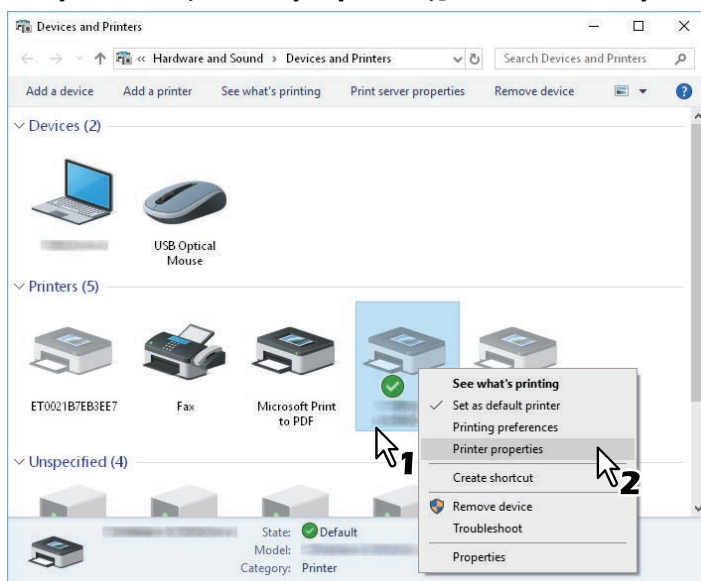 Devices and Printers
« Hardware and Sound > Devices and Printers
Search Devices and Printers
Add a device Add a printer See what's printing Print server properties Remove device
Devices (2)
USB Optical
Mouse
Printers (5)
ET0021B7EB3EE7
Fax
Microsoft Print
to PDF
1
See what's printing
Set as default printer
Printing preferences
Printer properties
2
Create shortcut
Remove device
Troubleshoot
Properties
Unspecified (4)
State: Default
Model:
Category: Printer